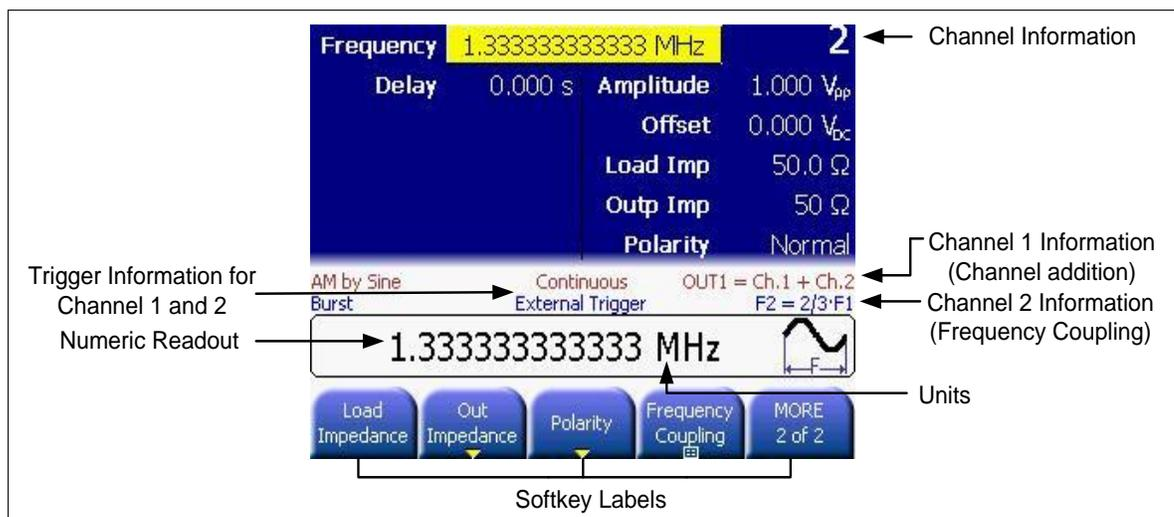 Frequency 1.333333333333 MHz 2
Channel Information
Delay 0.000 s Amplitude 1.000 Vpp
Offset 0.000 VDC
Load Imp 50.0 Ω
Outp Imp 50 Ω
Polarity Normal
Channel 1 Information
(Channel addition)
Trigger Information for
Channel 1 and 2
AM by Sine Continuous OUT1 = Ch.1 + Ch.2
Burst External Trigger F2 = 2/3·F1
Channel 2 Information
(Frequency Coupling)
Numeric Readout
1.333333333333 MHz
F
Units
Load
Impedance
Out
Impedance
Polarity
Frequency
Coupling
MORE
2 of 2
Softkey Labels